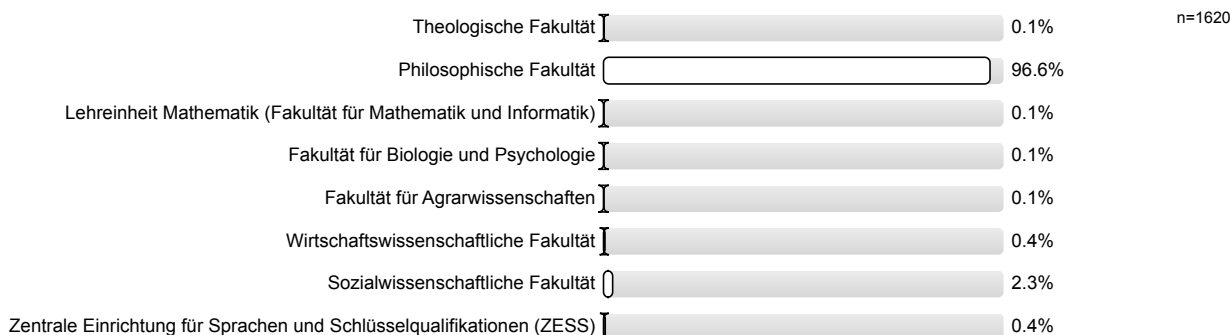 Theologische Fakultät 0.1% n=1620
Philosophische Fakultät 96.6%
Lehreinheit Mathematik (Fakultät für Mathematik und Informatik) 0.1%
Fakultät für Biologie und Psychologie 0.1%
Fakultät für Agrarwissenschaften 0.1%
Wirtschaftswissenschaftliche Fakultät 0.4%
Sozialwissenschaftliche Fakultät 2.3%
Zentrale Einrichtung für Sprachen und Schlüsselqualifikationen (ZESS) 0.4%